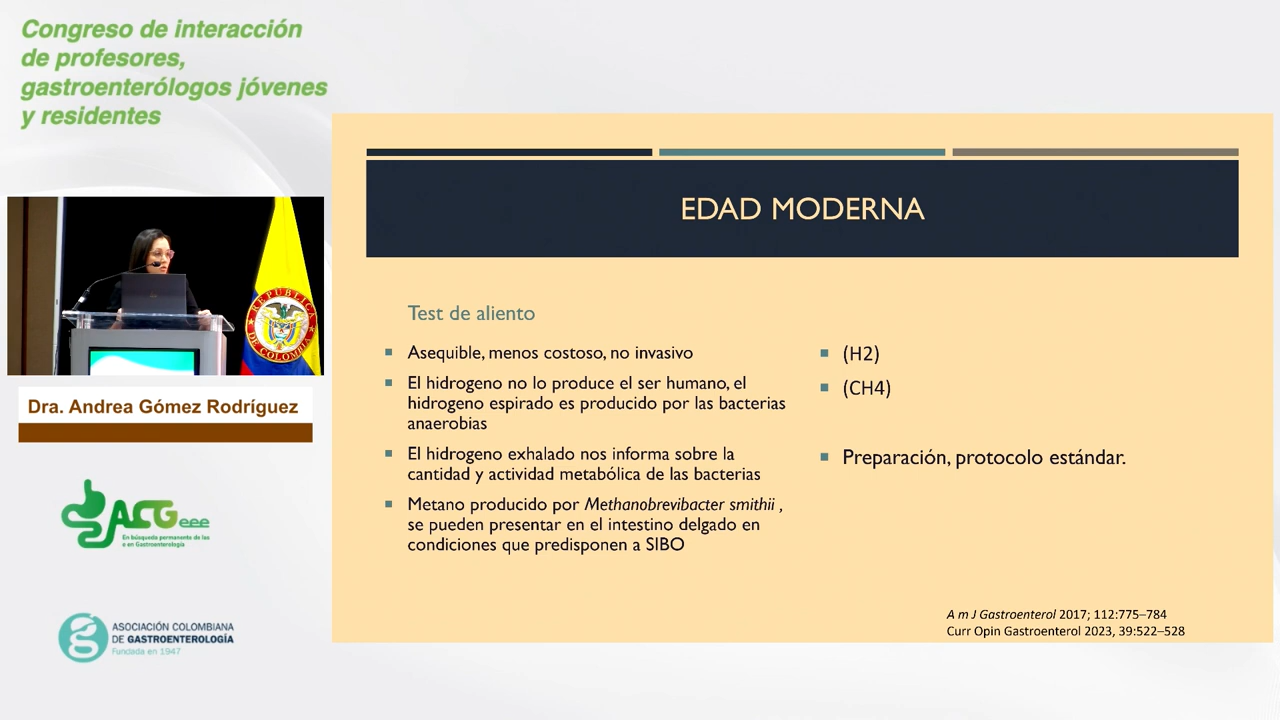 Congreso de interacción
de profesores,
gastroenterólogos jóvenes
y residentes
EDAD MODERNA
Test de aliento
Asequible, menos costoso, no invasivo
El hidrogeno no lo produce el ser humano, el
hidrogeno espirado es producido por las bacterias
anaerobias
El hidrogeno exhalado nos informa sobre la
cantidad y actividad metabólica de las bacterias
Metano producido por Methanobrevibacter smithii ,
se pueden presentar en el intestino delgado en
condiciones que predisponen a SIBO
(H2)
(CH4)
Preparación, protocolo estándar.
A m J Gastroenterol 2017; 112:775–784
Curr Opin Gastroenterol 2023, 39:522–528
REPÚBLICA
DE COLOMBIA
Dra. Andrea Gómez Rodríguez
ACGeee
En búsqueda permanente de las
e en Gastroenterología
ASOCIACIÓN COLOMBIANA
DE GASTROENTEROLOGÍA
Fundada en 1947